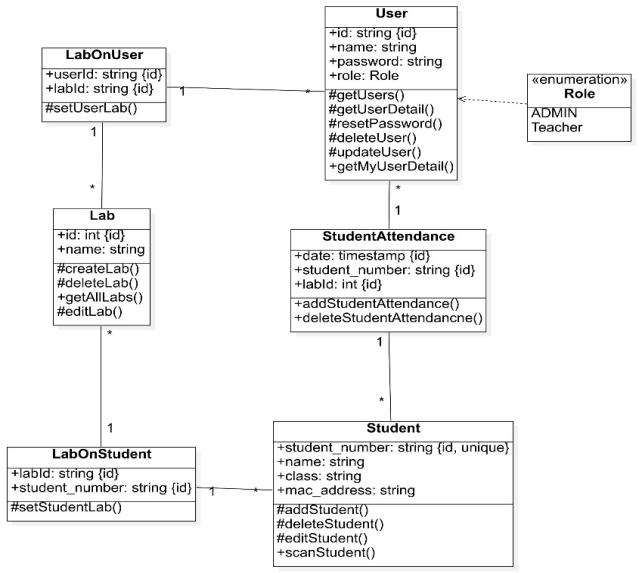 User
+id: string {id}
+name: string
+password: string
+role: Role
#getUsers()
#getUserDetail()
#resetPassword()
#deleteUser()
#updateUser()
+getMyUserDetail()
LabOnUser
+userId: string {id}
+labId: string {id}
#setUserLab()
1
*
«enumeration»
Role
ADMIN
Teacher
1
*
*
1
Lab
+id: int {id}
+name: string
#createLab()
#deleteLab()
+getAllLabs()
#editLab()
StudentAttendance
+date: timestamp {id}
+student_number: string {id}
+labId: int {id}
+addStudentAttendance()
+deleteStudentAttendancne()
*
1
1
*
LabOnStudent
+labId: string {id}
+student_number: string {id}
#setStudentLab()
1
*
Student
+student_number: string {id, unique}
+name: string
+class: string
+mac_address: string
#addStudent()
#deleteStudent()
#editStudent()
+scanStudent()